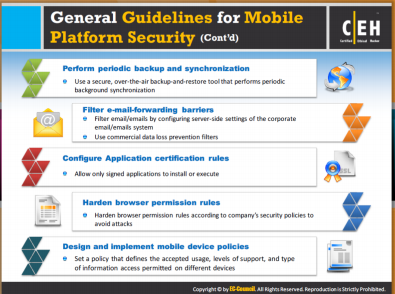 General Guidelines for Mobile
Platform Security (Cont'd)
C|EH
Certified Ethical Hacker
Perform periodic backup and synchronization
Use a secure, over-the-air backup-and-restore tool that performs periodic
background synchronization
Filter e-mail-forwarding barriers
Filter email/emails by configuring server-side settings of the corporate
email/emails system
Use commercial data loss prevention filters
Configure Application certification rules
Allow only signed applications to install or execute
SSL
Harden browser permission rules
Harden browser permission rules according to company's security policies to
avoid attacks
Design and implement mobile device policies
Set a policy that defines the accepted usage, levels of support, and type
of information access permitted on different devices
Copyright © by EC-Council. All Rights Reserved. Reproduction is Strictly Prohibited.